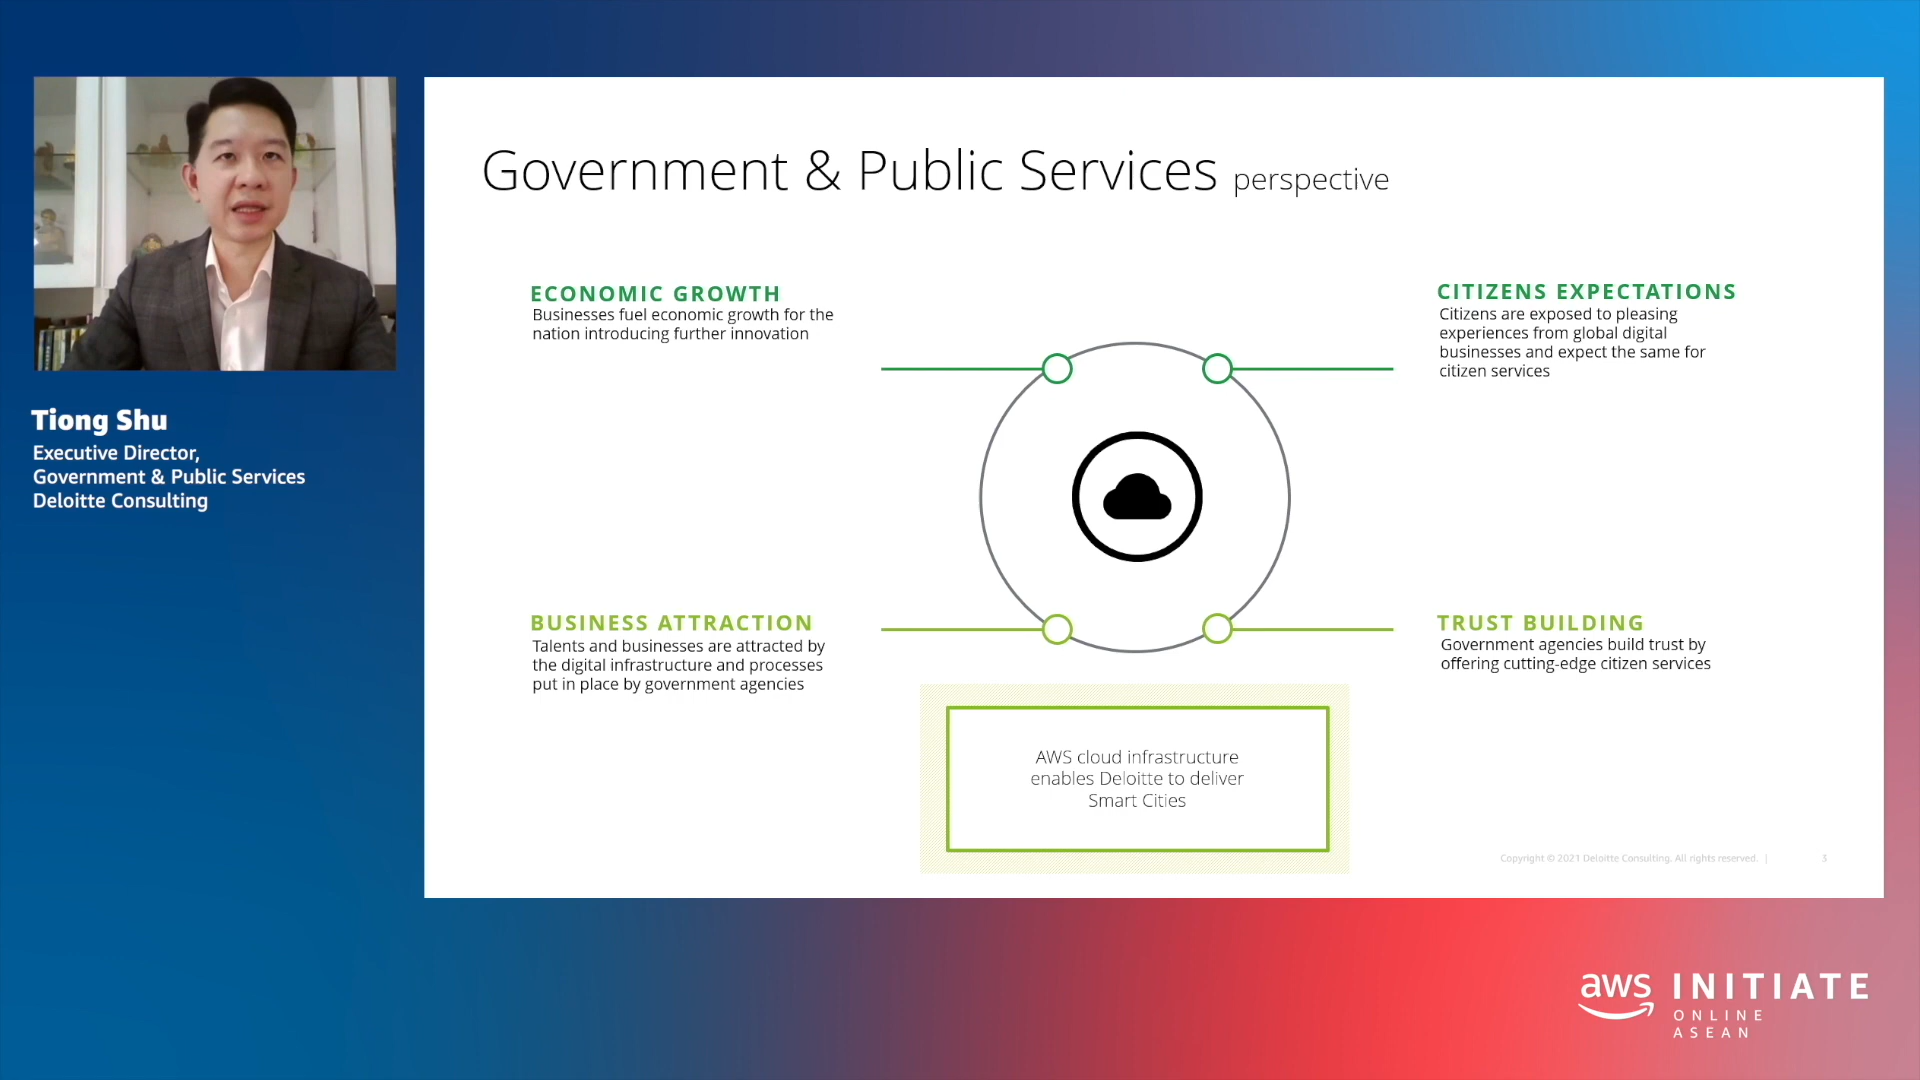 Tiong Shu
Executive Director,
Government & Public Services
Deloitte Consulting
Government & Public Services perspective
ECONOMIC GROWTH
Businesses fuel economic growth for the
nation introducing further innovation
CITIZENS EXPECTATIONS
Citizens are exposed to pleasing
experiences from global digital
businesses and expect the same for
citizen services
BUSINESS ATTRACTION
Talents and businesses are attracted by
the digital infrastructure and processes
put in place by government agencies
TRUST BUILDING
Government agencies build trust by
offering cutting-edge citizen services
AWS cloud infrastructure
enables Deloitte to deliver
Smart Cities
Copyright © 2021 Deloitte Consulting. All rights reserved. | 3
aws INITIATE
ONLINE
ASEAN